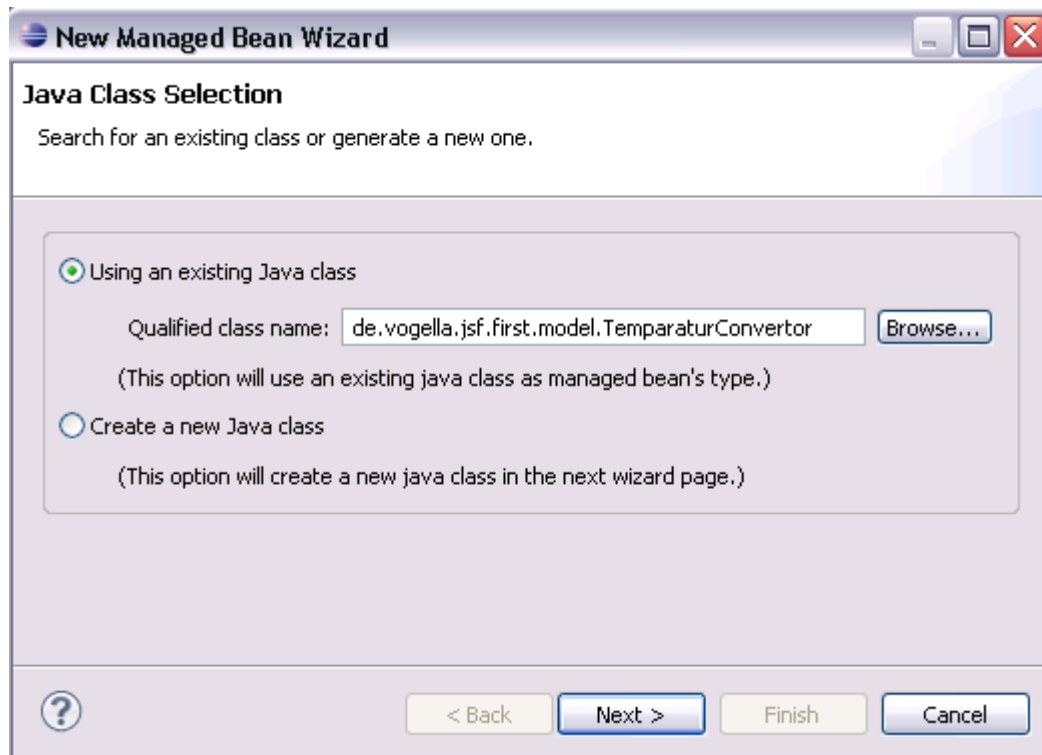 New Managed Bean Wizard
Java Class Selection
Search for an existing class or generate a new one.
Using an existing Java class
Qualified class name: de.vogella.jsf.first.model.TemparaturConvertor Browse...
(This option will use an existing java class as managed bean's type.)
Create a new Java class
(This option will create a new java class in the next wizard page.)
? < Back Next > Finish Cancel